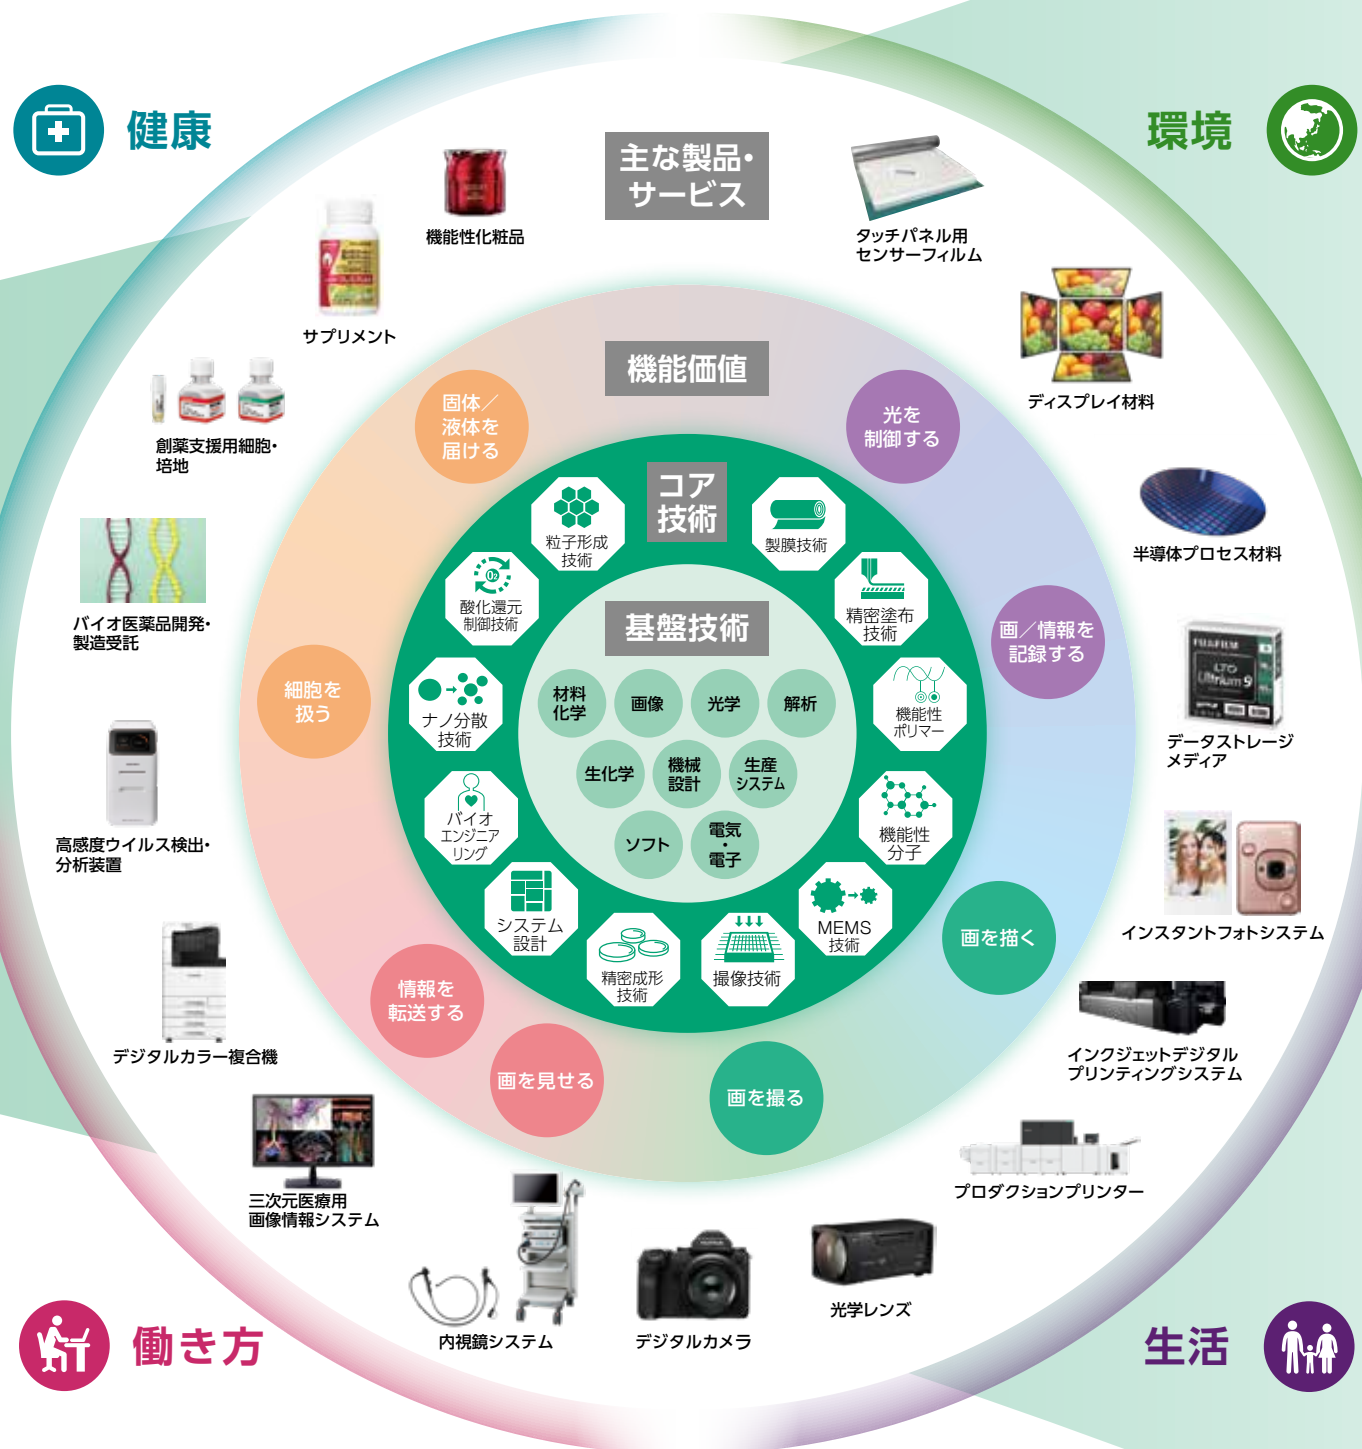 健康
環境
主な製品・
サービス
機能性化粧品
タッチパネル用
センサーフィルム
サプリメント
ディスプレイ材料
創薬支援用細胞・
培地
半導体プロセス材料
バイオ医薬品開発・
製造受託
FUJIFILM
LTO
Ultrium 9
データストレージ
メディア
高感度ウイルス検出・
分析装置
インスタントフォトシステム
デジタルカラー複合機
インクジェットデジタル
プリンティングシステム
三次元医療用
画像情報システム
プロダクションプリンター
内視鏡システム
デジタルカメラ
光学レンズ
機能価値
固体/
液体を
届ける
光を
制御する
細胞を
扱う
画/情報を
記録する
情報を
転送する
画を見せる
画を撮る
画を描く
コア
技術
粒子形成
技術
製膜技術
O2
酸化還元
制御技術
精密塗布
技術
ナノ分散
技術
機能性
ポリマー
バイオ
エンジニア
リング
機能性
分子
システム
設計
MEMS
技術
精密成形
技術
撮像技術
基盤技術
材料
化学
画像
光学
解析
生化学
機械
設計
生産
システム
ソフト
電気
・
電子
働き方
生活